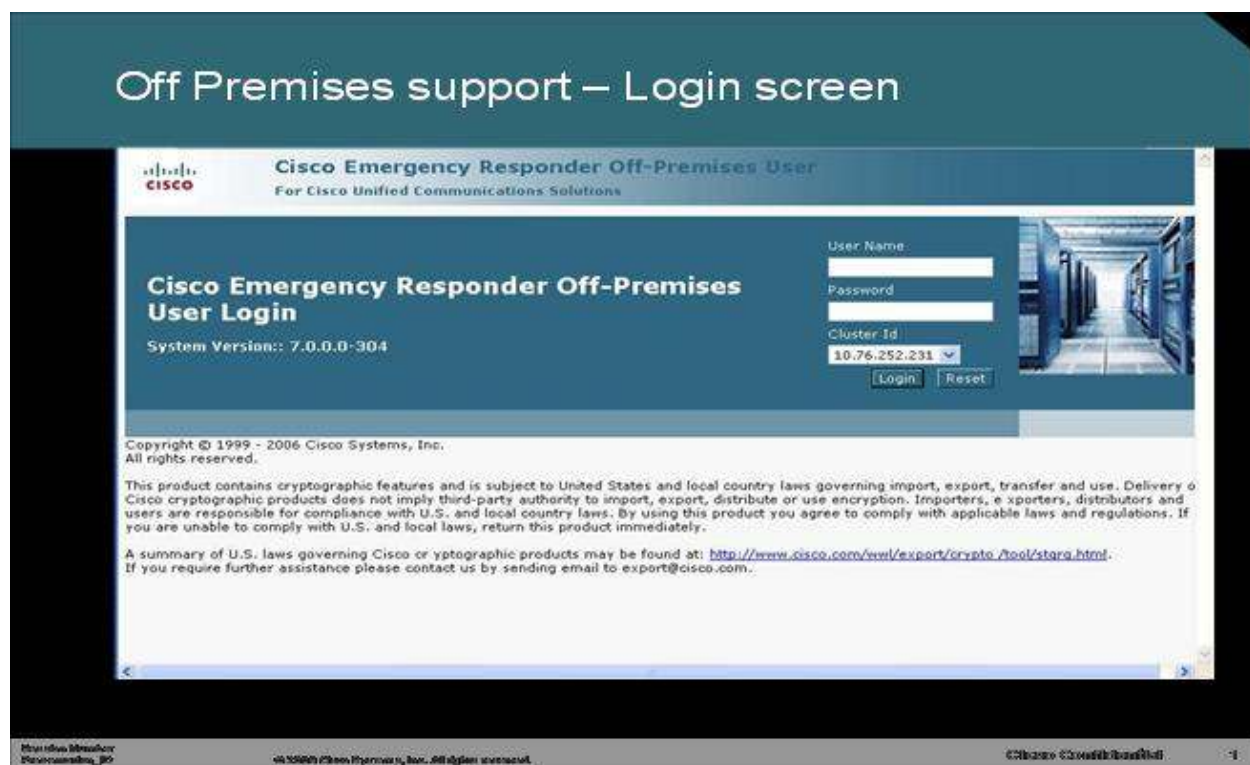 Off Premises support – Login screen
CISCO
Cisco Emergency Responder Off-Premises User
For Cisco Unified Communications Solutions
Cisco Emergency Responder Off-Premises
User Login
System Version:: 7.0.0.0-304
User Name
Password
Cluster Id
10.76.252.231
Login Reset
Copyright © 1999 - 2006 Cisco Systems, Inc.
All rights reserved.
This product contains cryptographic features and is subject to United States and local country laws governing import, export, transfer and use. Delivery o
Cisco cryptographic products does not imply third-party authority to import, export, distribute or use encryption. Importers, e xporters, distributors and
users are responsible for compliance with U.S. and local country laws. By using this product you agree to comply with applicable laws and regulations. If
you are unable to comply with U.S. and local laws, return this product immediately.
A summary of U.S. laws governing Cisco cr yptographic products may be found at: http://www.cisco.com/wwl/export/crypto /tool/stqrg.html.
If you require further assistance please contact us by sending email to export@cisco.com.
Cisco Confidential
1